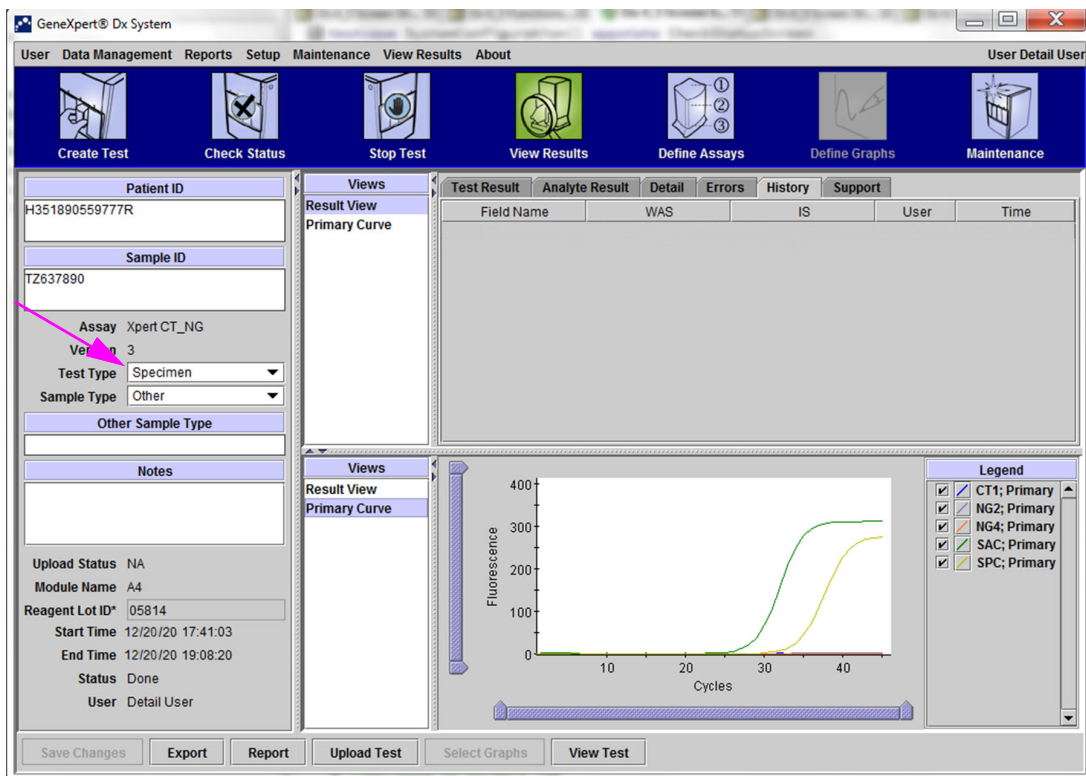 GeneXpert® Dx System
User Data Management Reports Setup Maintenance View Results About User Detail User
Create Test Check Status Stop Test View Results Define Assays Define Graphs Maintenance
Patient ID
H351890559777R
Sample ID
TZ637890
Assay Xpert CT_NG
Version 3
Test Type Specimen
Sample Type Other
Other Sample Type
Notes
Upload Status NA
Module Name A4
Reagent Lot ID* 05814
Start Time 12/20/20 17:41:03
End Time 12/20/20 19:08:20
Status Done
User Detail User
Views
Result View
Primary Curve
Test Result Analyte Result Detail Errors History Support
Field Name WAS IS User Time
Views
Result View
Primary Curve
400
300
200
100
0
Fluorescence
10 20 30 40
Cycles
Legend
CT1; Primary
NG2; Primary
NG4; Primary
SAC; Primary
SPC; Primary
Save Changes Export Report Upload Test Select Graphs View Test